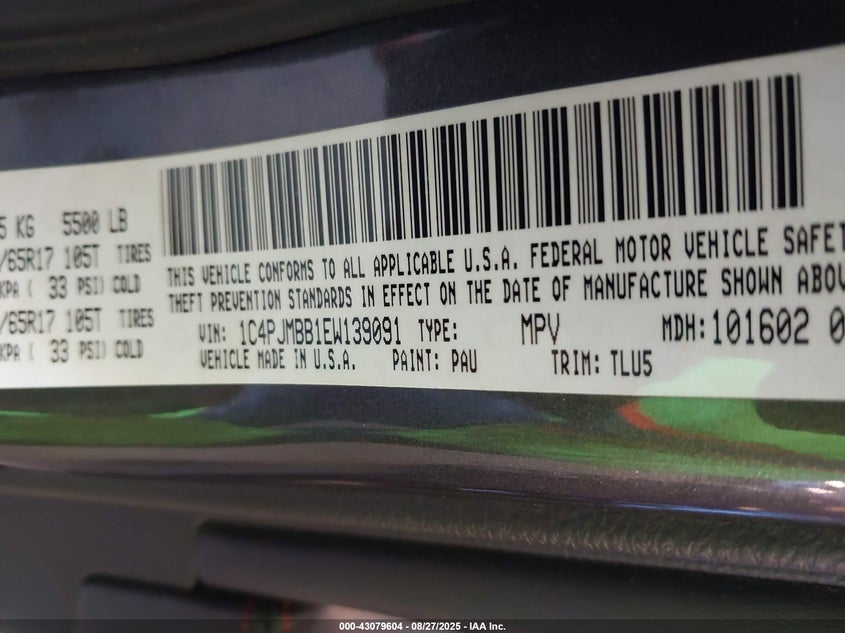 5 KG 5500 LB
/65R17 105T TIRES
KPA ( 33 PSI) COLD
/65R17 105T TIRES
KPA ( 33 PSI) COLD
THIS VEHICLE CONFORMS TO ALL APPLICABLE U.S.A. FEDERAL MOTOR VEHICLE SAFET
THEFT PREVENTION STANDARDS IN EFFECT ON THE DATE OF MANUFACTURE SHOWN ABOV
VIN: 1C4PJMBB1EW139091 TYPE: MPV MDH: 101602 0
VEHICLE MADE IN U.S.A. PAINT: PAU TRIM: TLU5
000-43079604 - 08/27/2025 - IAA Inc.